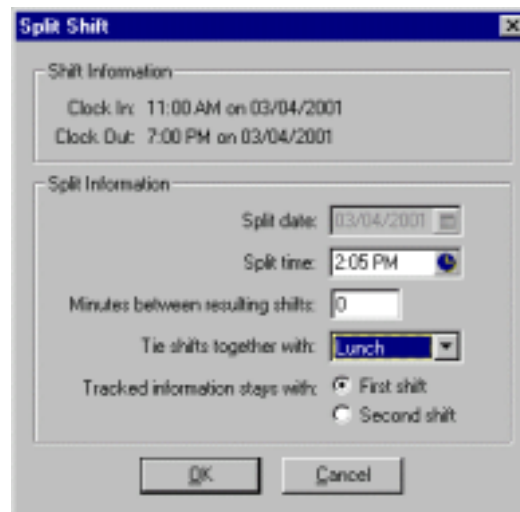 Split Shift
Shift Information
Clock In: 11:00 AM on 03/04/2001
Clock Out: 7:00 PM on 03/04/2001
Split Information
Split date: 03/04/2001
Split time: 2:05 PM
Minutes between resulting shifts: 0
Tie shifts together with: Lunch
Tracked information stays with: First shift
Second shift
OK Cancel